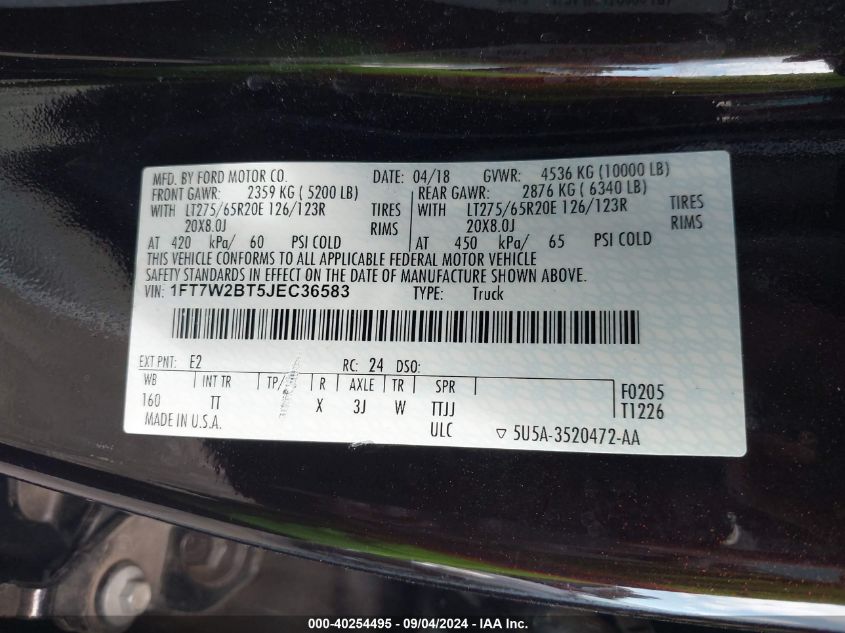 MFD. BY FORD MOTOR CO. DATE: 04/18 GVWR: 4536 KG (10000 LB)
FRONT GAWR: 2359 KG ( 5200 LB) REAR GAWR: 2876 KG ( 6340 LB)
WITH LT275/65R20E 126/123R TIRES WITH LT275/65R20E 126/123R TIRES
20X8.0J RIMS 20X8.0J RIMS
AT 420 kPa/ 60 PSI COLD AT 450 kPa/ 65 PSI COLD
THIS VEHICLE CONFORMS TO ALL APPLICABLE FEDERAL MOTOR VEHICLE
SAFETY STANDARDS IN EFFECT ON THE DATE OF MANUFACTURE SHOWN ABOVE.
VIN: 1FT7W2BT5JEC36583 TYPE: Truck
EXT PNT: E2 RC: 24 DSO:
WB INT TR TP/ R AXLE TR SPR F0205
160 TT X 3J W TTJJ T1226
MADE IN U.S.A. ULC ▽ 5U5A-3520472-AA
000-40254495 - 09/04/2024 - IAA Inc.